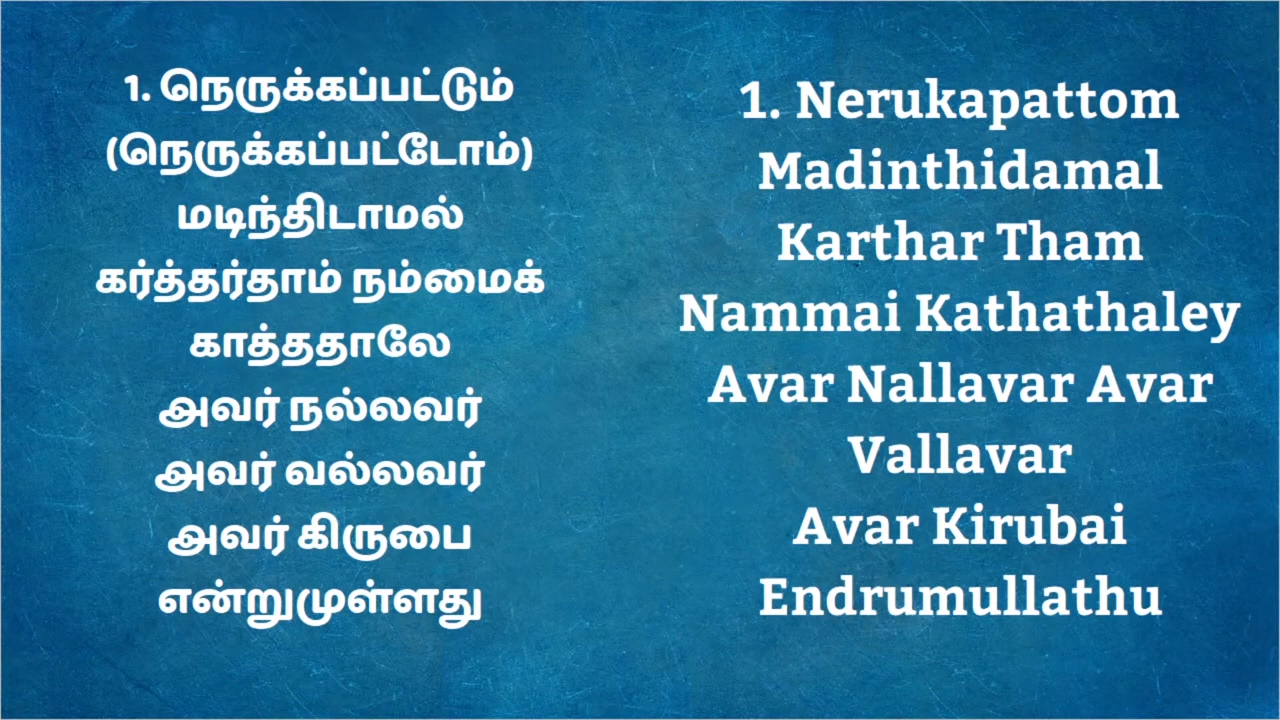 1. நெருக்கப்பட்டும்
(நெருக்கப்பட்டோம்)
மடிந்திடாமல்
கர்த்தர்தாம் நம்மைக்
காத்ததாலே
அவர் நல்லவர்
அவர் வல்லவர்
அவர் கிருபை
என்றுமுள்ளது
1. Nerukapattom
Madinthidamal
Karthar Tham
Nammai Kathathaley
Avar Nallavar Avar
Vallavar
Avar Kirubai
Endrumullathu